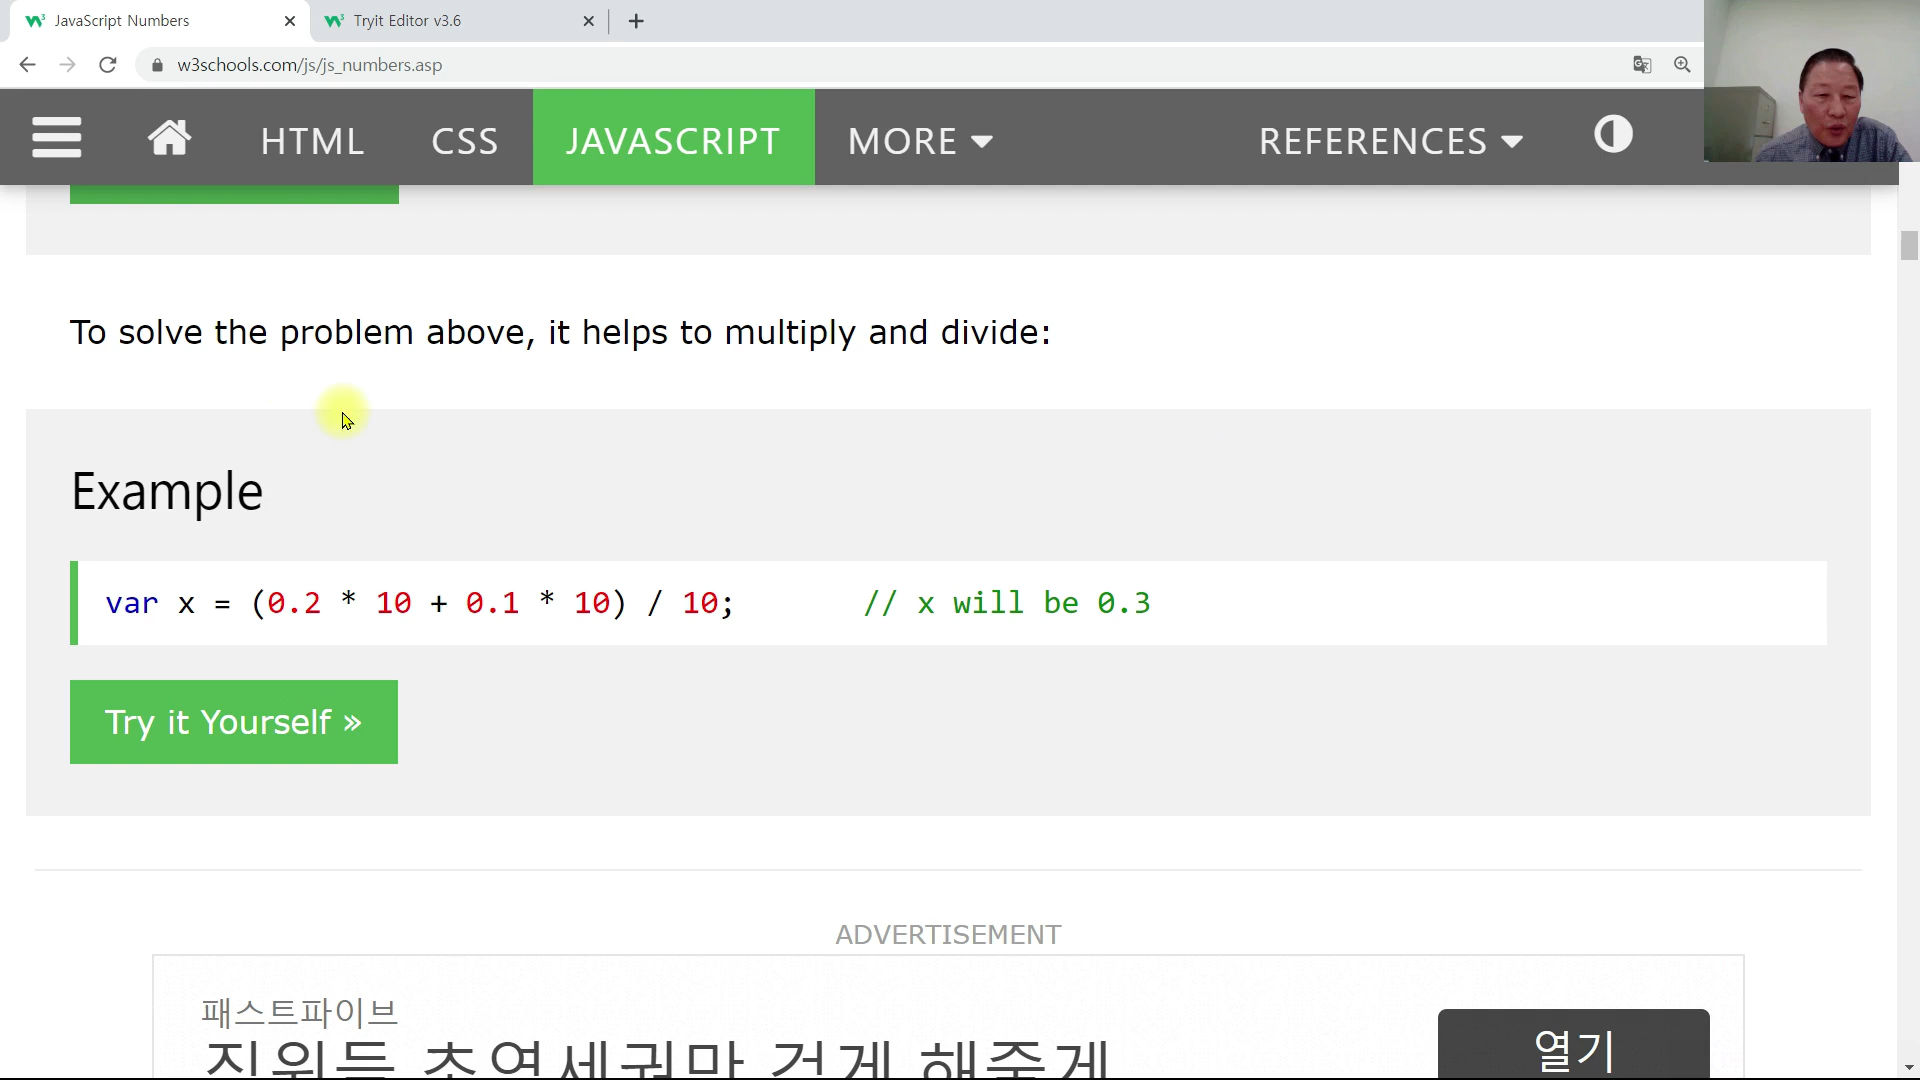 JavaScript Numbers
Tryit Editor v3.6
w3schools.com/js/js_numbers.asp
HTML
CSS
JAVASCRIPT
MORE
REFERENCES
To solve the problem above, it helps to multiply and divide:
Example
var x = (0.2 * 10 + 0.1 * 10) / 10; // x will be 0.3
Try it Yourself »
ADVERTISEMENT
패스트파이브
열기